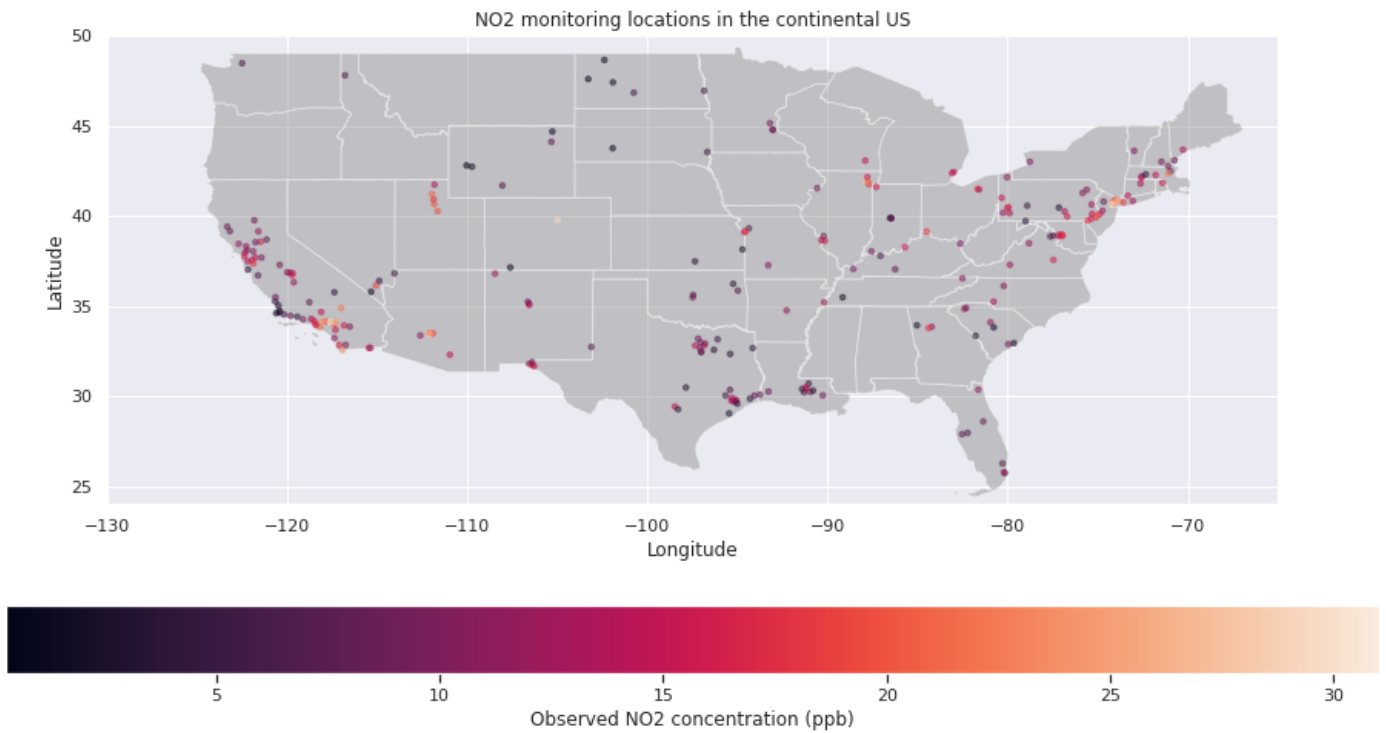 NO2 monitoring locations in the continental US
50
45
40
35
30
25
Latitude
−130 −120 −110 −100 −90 −80 −70
Longitude
5 10 15 20 25 30
Observed NO2 concentration (ppb)